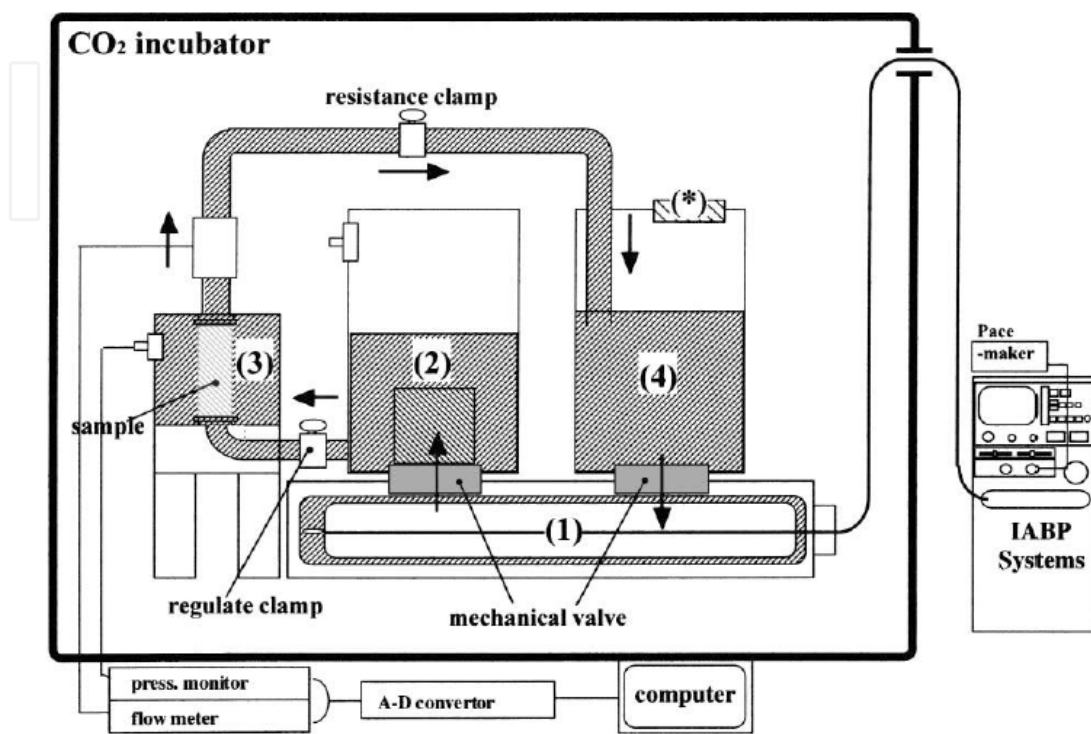 CO₂ incubator
resistance clamp
(*)
(3)
(2)
(4)
sample
Pace
-maker
(1)
IABP
Systems
regulate clamp
mechanical valve
press. monitor
flow meter
A-D convertor
computer